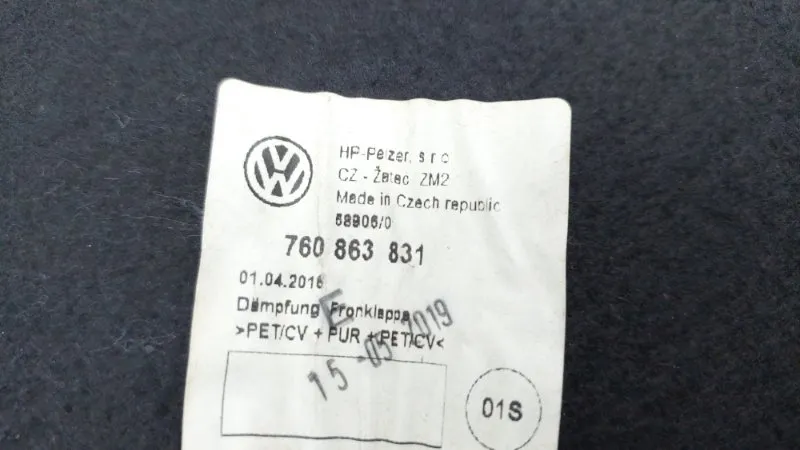 HP-Pelzer, s r o
CZ - Žatec ZM2
Made in Czech republic
58906/0
760 863 831
01.04.2016
Dämpfung Fronklappe
E
>PET/CV + PUR + PET/CV<
15 -05- 2019
01S